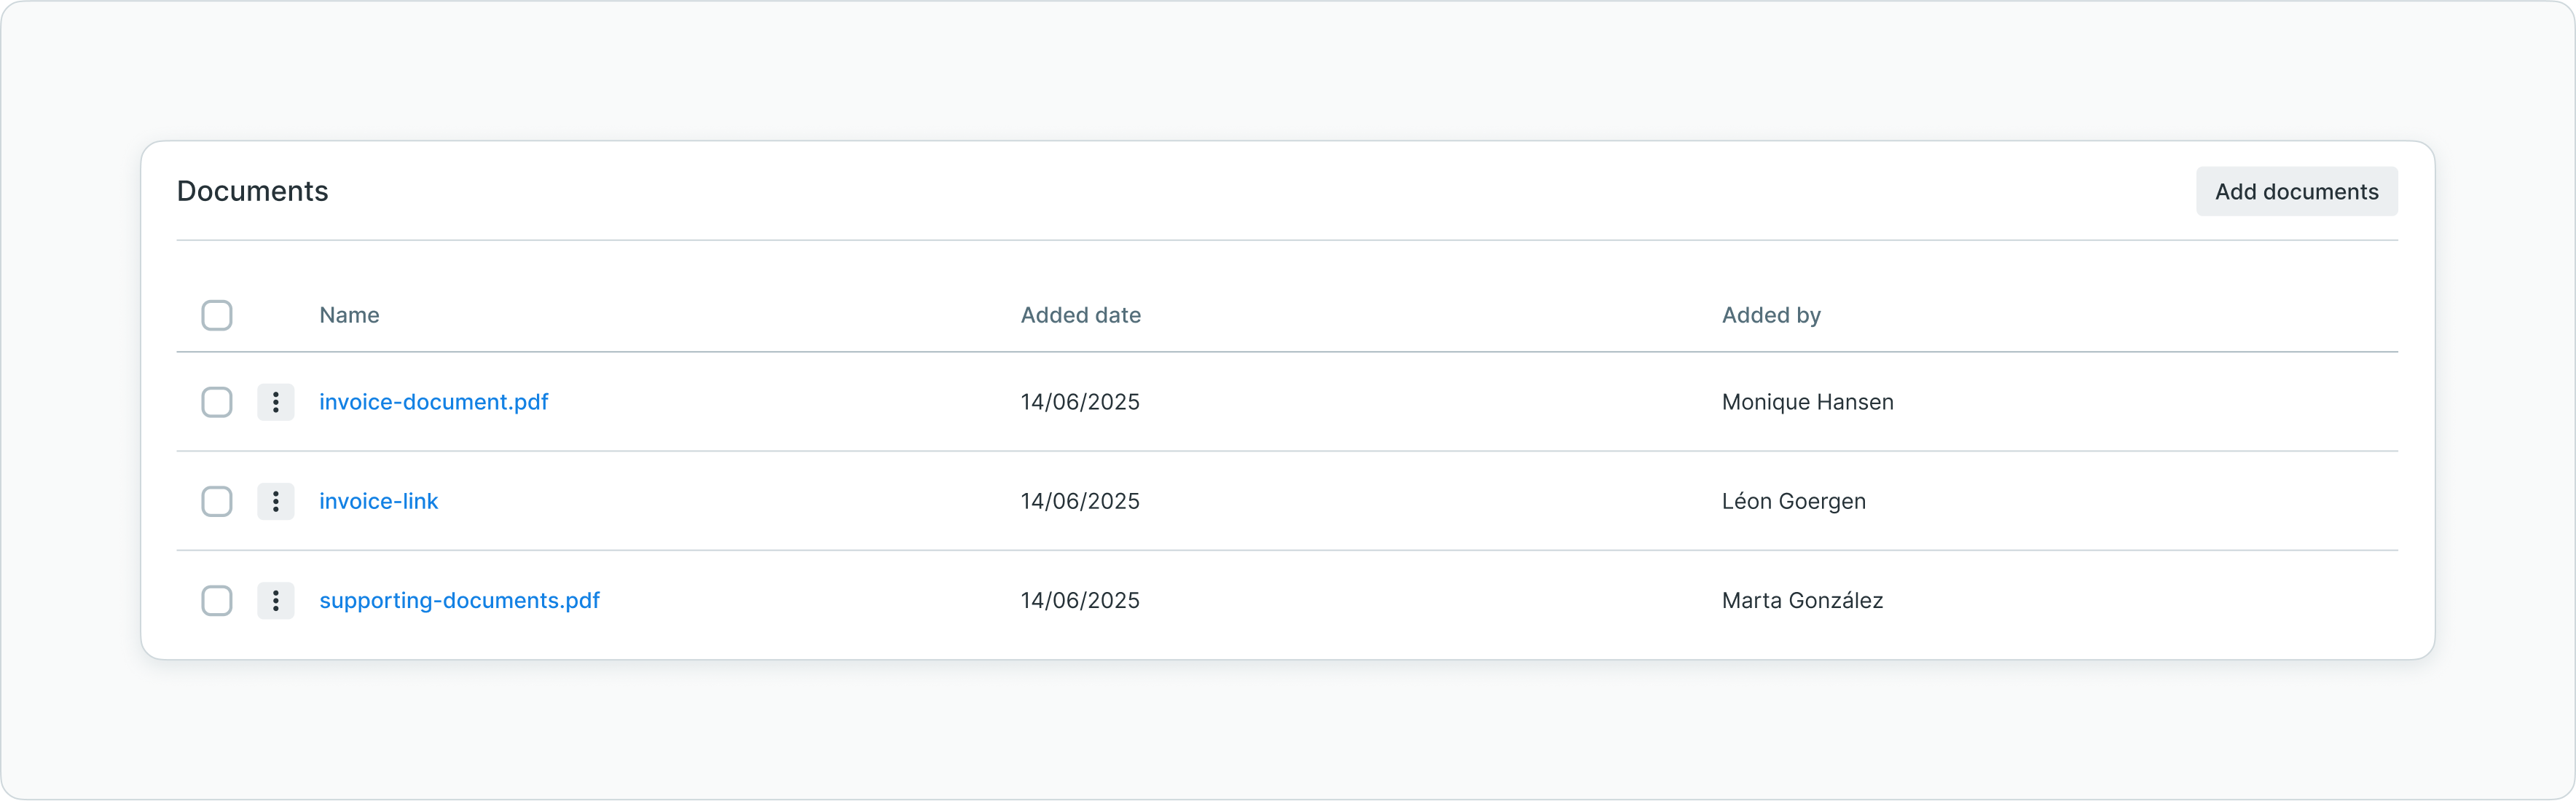 Documents
Add documents
Name Added date Added by
invoice-document.pdf 14/06/2025 Monique Hansen
invoice-link 14/06/2025 Léon Goergen
supporting-documents.pdf 14/06/2025 Marta González